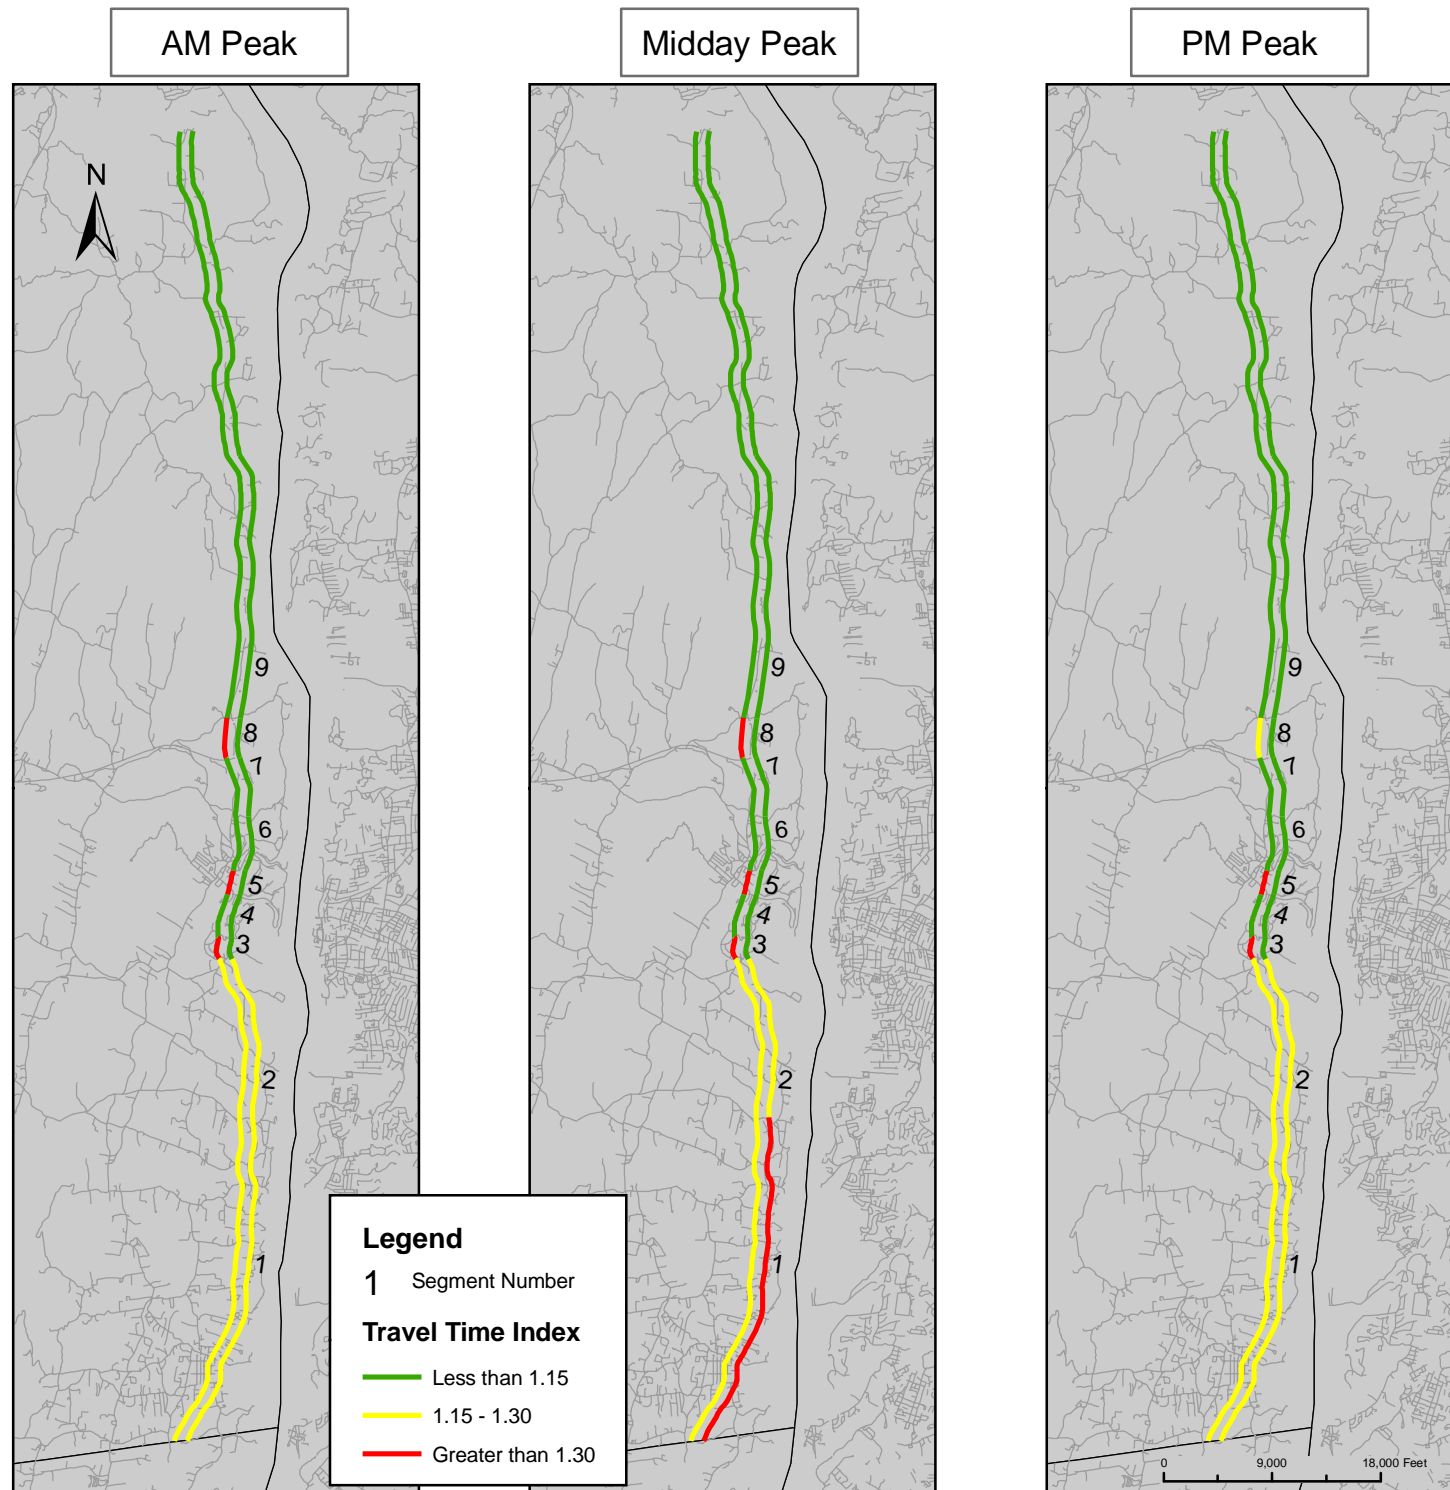 AM Peak
Midday Peak
PM Peak
N
9
8
7
6
5
4
3
2
1
9
8
7
6
5
4
3
2
1
9
8
7
6
5
4
3
2
1
Legend
1 Segment Number
Travel Time Index
Less than 1.15
1.15 - 1.30
Greater than 1.30
0 9,000 18,000 Feet